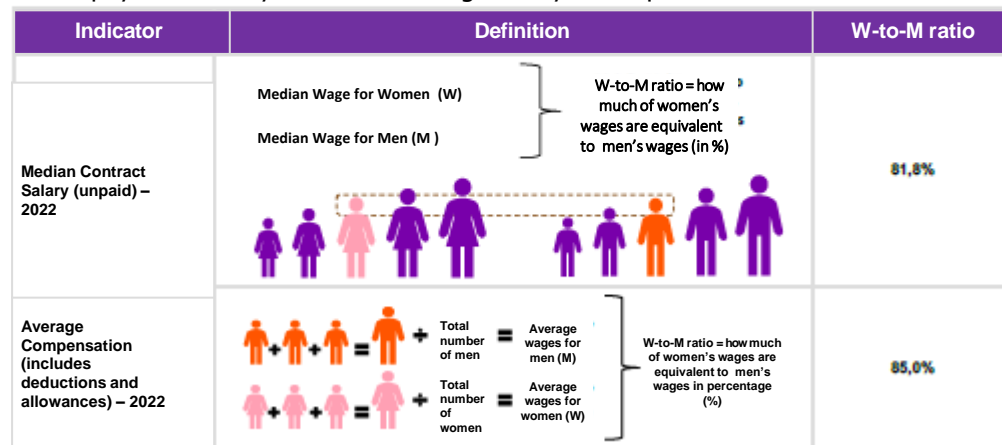 Indicator
Definition
W-to-M ratio
Median Contract
Salary (unpaid) –
2022
Median Wage for Women (W)
Median Wage for Men (M )
W-to-M ratio = how
much of women’s
wages are equivalent
to men’s wages (in %)
81,8%
Average
Compensation
(includes
deductions and
allowances) – 2022
+ + = +
Total
number
of men
=
Average
wages for
men (M)
+ + = +
Total
number
of
women
=
Average
wages for
women (W)
W-to-M ratio = how much
of women’s wages are
equivalent to men’s
wages in percentage
(%)
85,0%